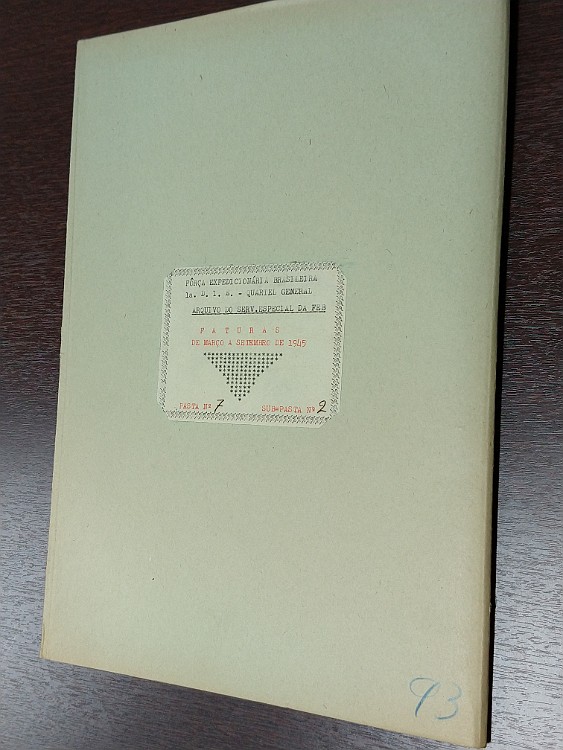 FÔRÇA EXPEDICIONÁRIA BRASILEIRA
1a. D. I. E. - QUARTEL GENERAL
ARQUIVO DO SERV.ESPECIAL DA FEB
F A T U R A S
DE MARÇO A SETEMBRO DE 1945
PASTA Nº 7 SUB=PASTA Nº 2
93